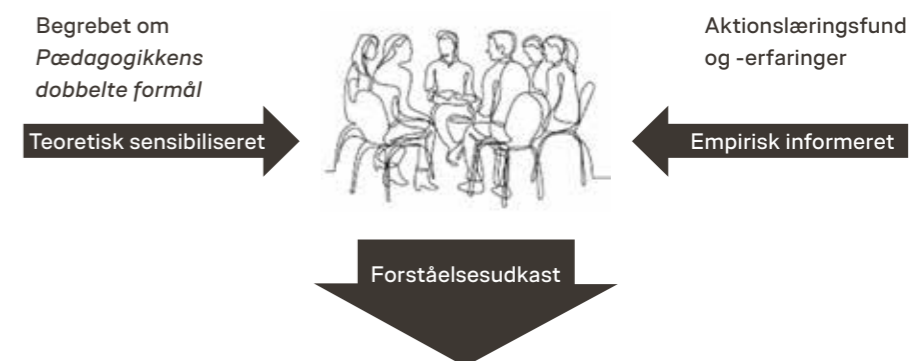 Begrebet om
Pædagogikkens
dobbelte formål
Teoretisk sensibiliseret
Aktionslæringsfund
og -erfaringer
Empirisk informeret
Forståelsesudkast